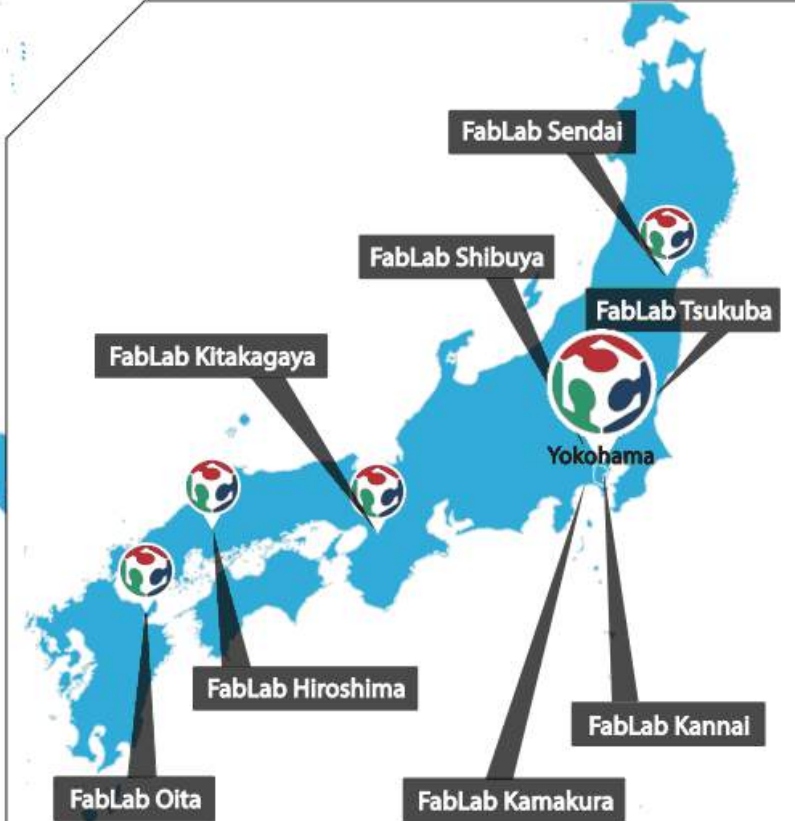 FabLab Sendai
FabLab Shibuya
FabLab Tsukuba
FabLab Kitakagaya
Yokohama
FabLab Hiroshima
FabLab Kannai
FabLab Oita
FabLab Kamakura